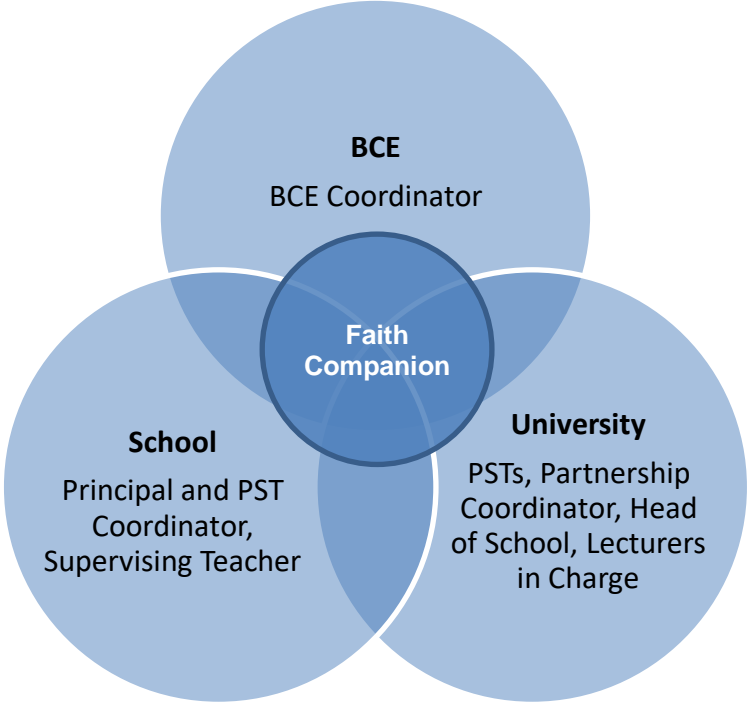 BCE
BCE Coordinator
Faith
Companion
School
Principal and PST
Coordinator,
Supervising Teacher
University
PSTs, Partnership
Coordinator, Head
of School, Lecturers
in Charge